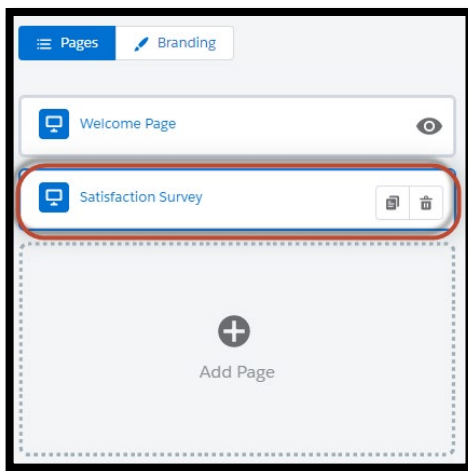 Pages Branding
Welcome Page
Satisfaction Survey
Add Page